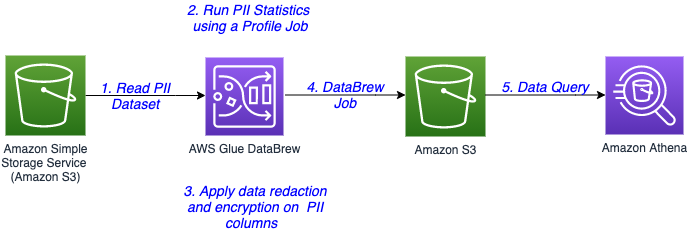 2. Run PII Statistics
using a Profile Job
1. Read PII
Dataset
4. DataBrew
Job
5. Data Query
Amazon Simple
Storage Service
(Amazon S3)
AWS Glue DataBrew
Amazon S3
Amazon Athena
3. Apply data redaction
and encryption on  PII
columns